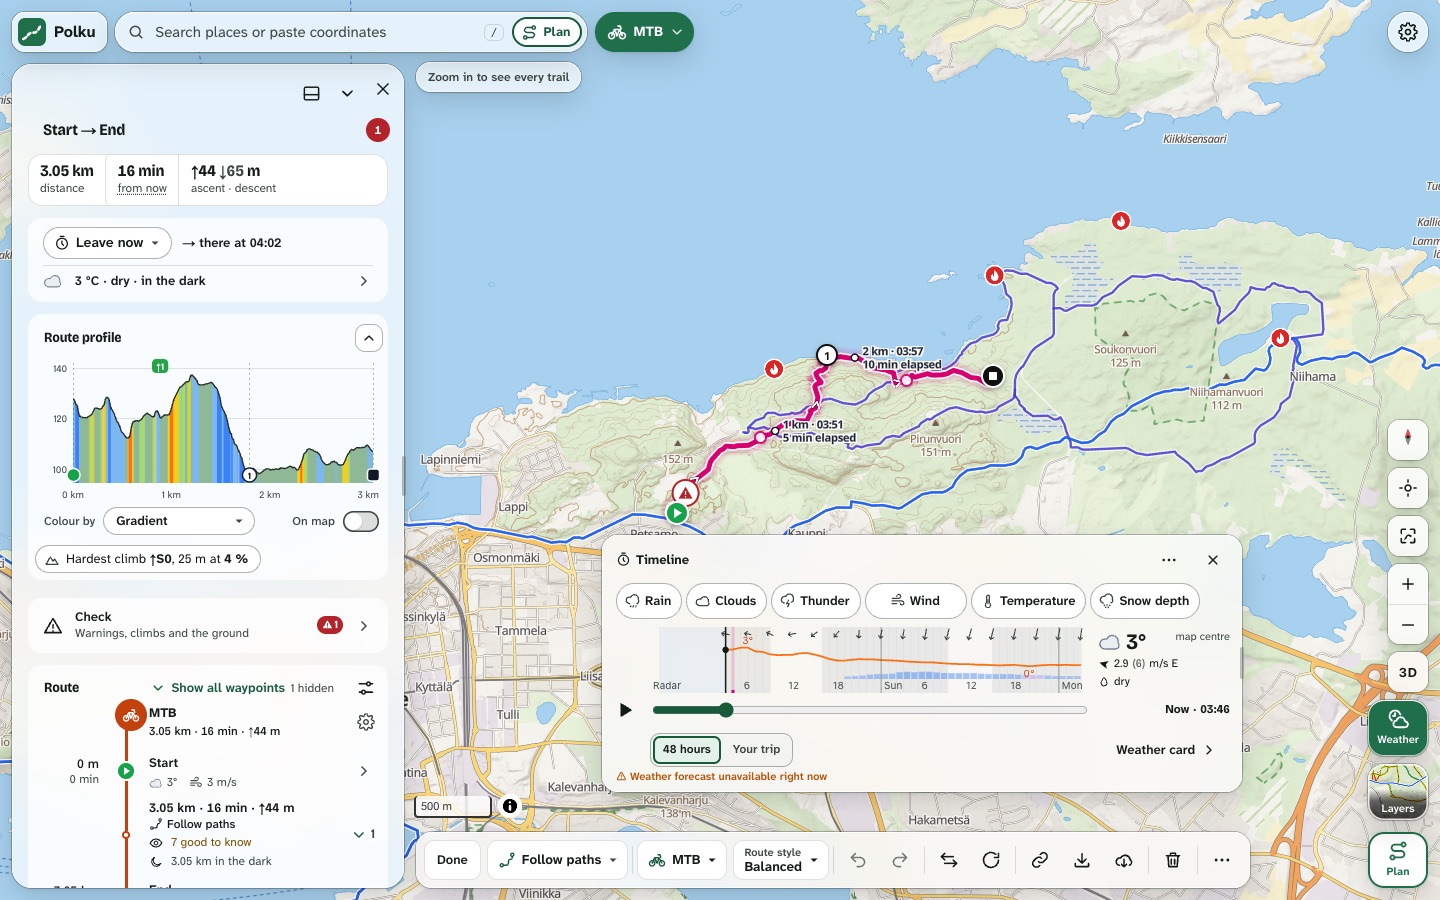 Polku
Search places or paste coordinates
/
Plan
MTB
Zoom in to see every trail
Start → End
1
3.05 km
distance
16 min
from now
↑44 ↓65 m
ascent · descent
Leave now
→ there at 04:02
3 °C · dry · in the dark
Route profile
140
120
100
1
0 km
1 km
2 km
3 km
Colour by
Gradient
On map
Hardest climb ↑S0, 25 m at 4 %
Check
Warnings, climbs and the ground
1
Route
Show all waypoints
1 hidden
MTB
3.05 km · 16 min · ↑44 m
0 m
0 min
Start
3°
3 m/s
3.05 km · 16 min · ↑44 m
Follow paths
7 good to know
1
3.05 km in the dark
Kiikkisensaari
1
2 km · 03:57
10 min elapsed
1 km · 03:51
5 min elapsed
Soukonvuori
125 m
Niihamanvuori
112 m
Niihama
Pirunvuori
151 m
152 m
Lapinniemi
Lappi
Osmonmäki
Tammela
Kyttälä
Tulli
Kalevanharju
138 m
Hakametsä
Viinikka
Timeline
Rain
Clouds
Thunder
Wind
Temperature
Snow depth
3°
0°
Radar
6
12
18
Sun
6
12
18
Mon
3°
map centre
2.9 (6) m/s E
dry
Now · 03:46
48 hours
Your trip
Weather card
Weather forecast unavailable right now
500 m
Done
Follow paths
MTB
Route style
Balanced
3D
Weather
Layers
Plan